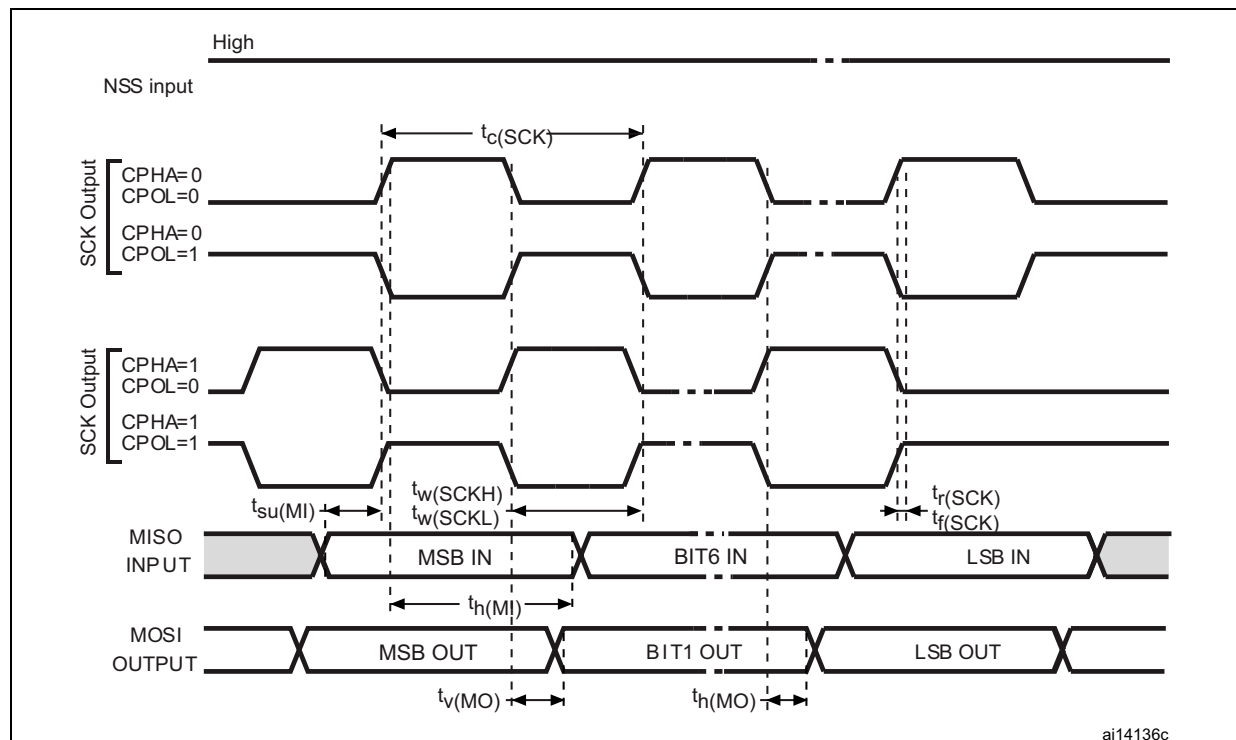 High
NSS input
tc(SCK)
SCK Output
CPHA=0
CPOL=0
CPHA=0
CPOL=1
SCK Output
CPHA=1
CPOL=0
CPHA=1
CPOL=1
tsu(MI)
tw(SCKH)
tw(SCKL)
tr(SCK)
tf(SCK)
MISO
INPUT
MSB IN
BIT6 IN
LSB IN
th(MI)
MOSI
OUTPUT
MSB OUT
BIT1 OUT
LSB OUT
tv(MO)
th(MO)
ai14136c